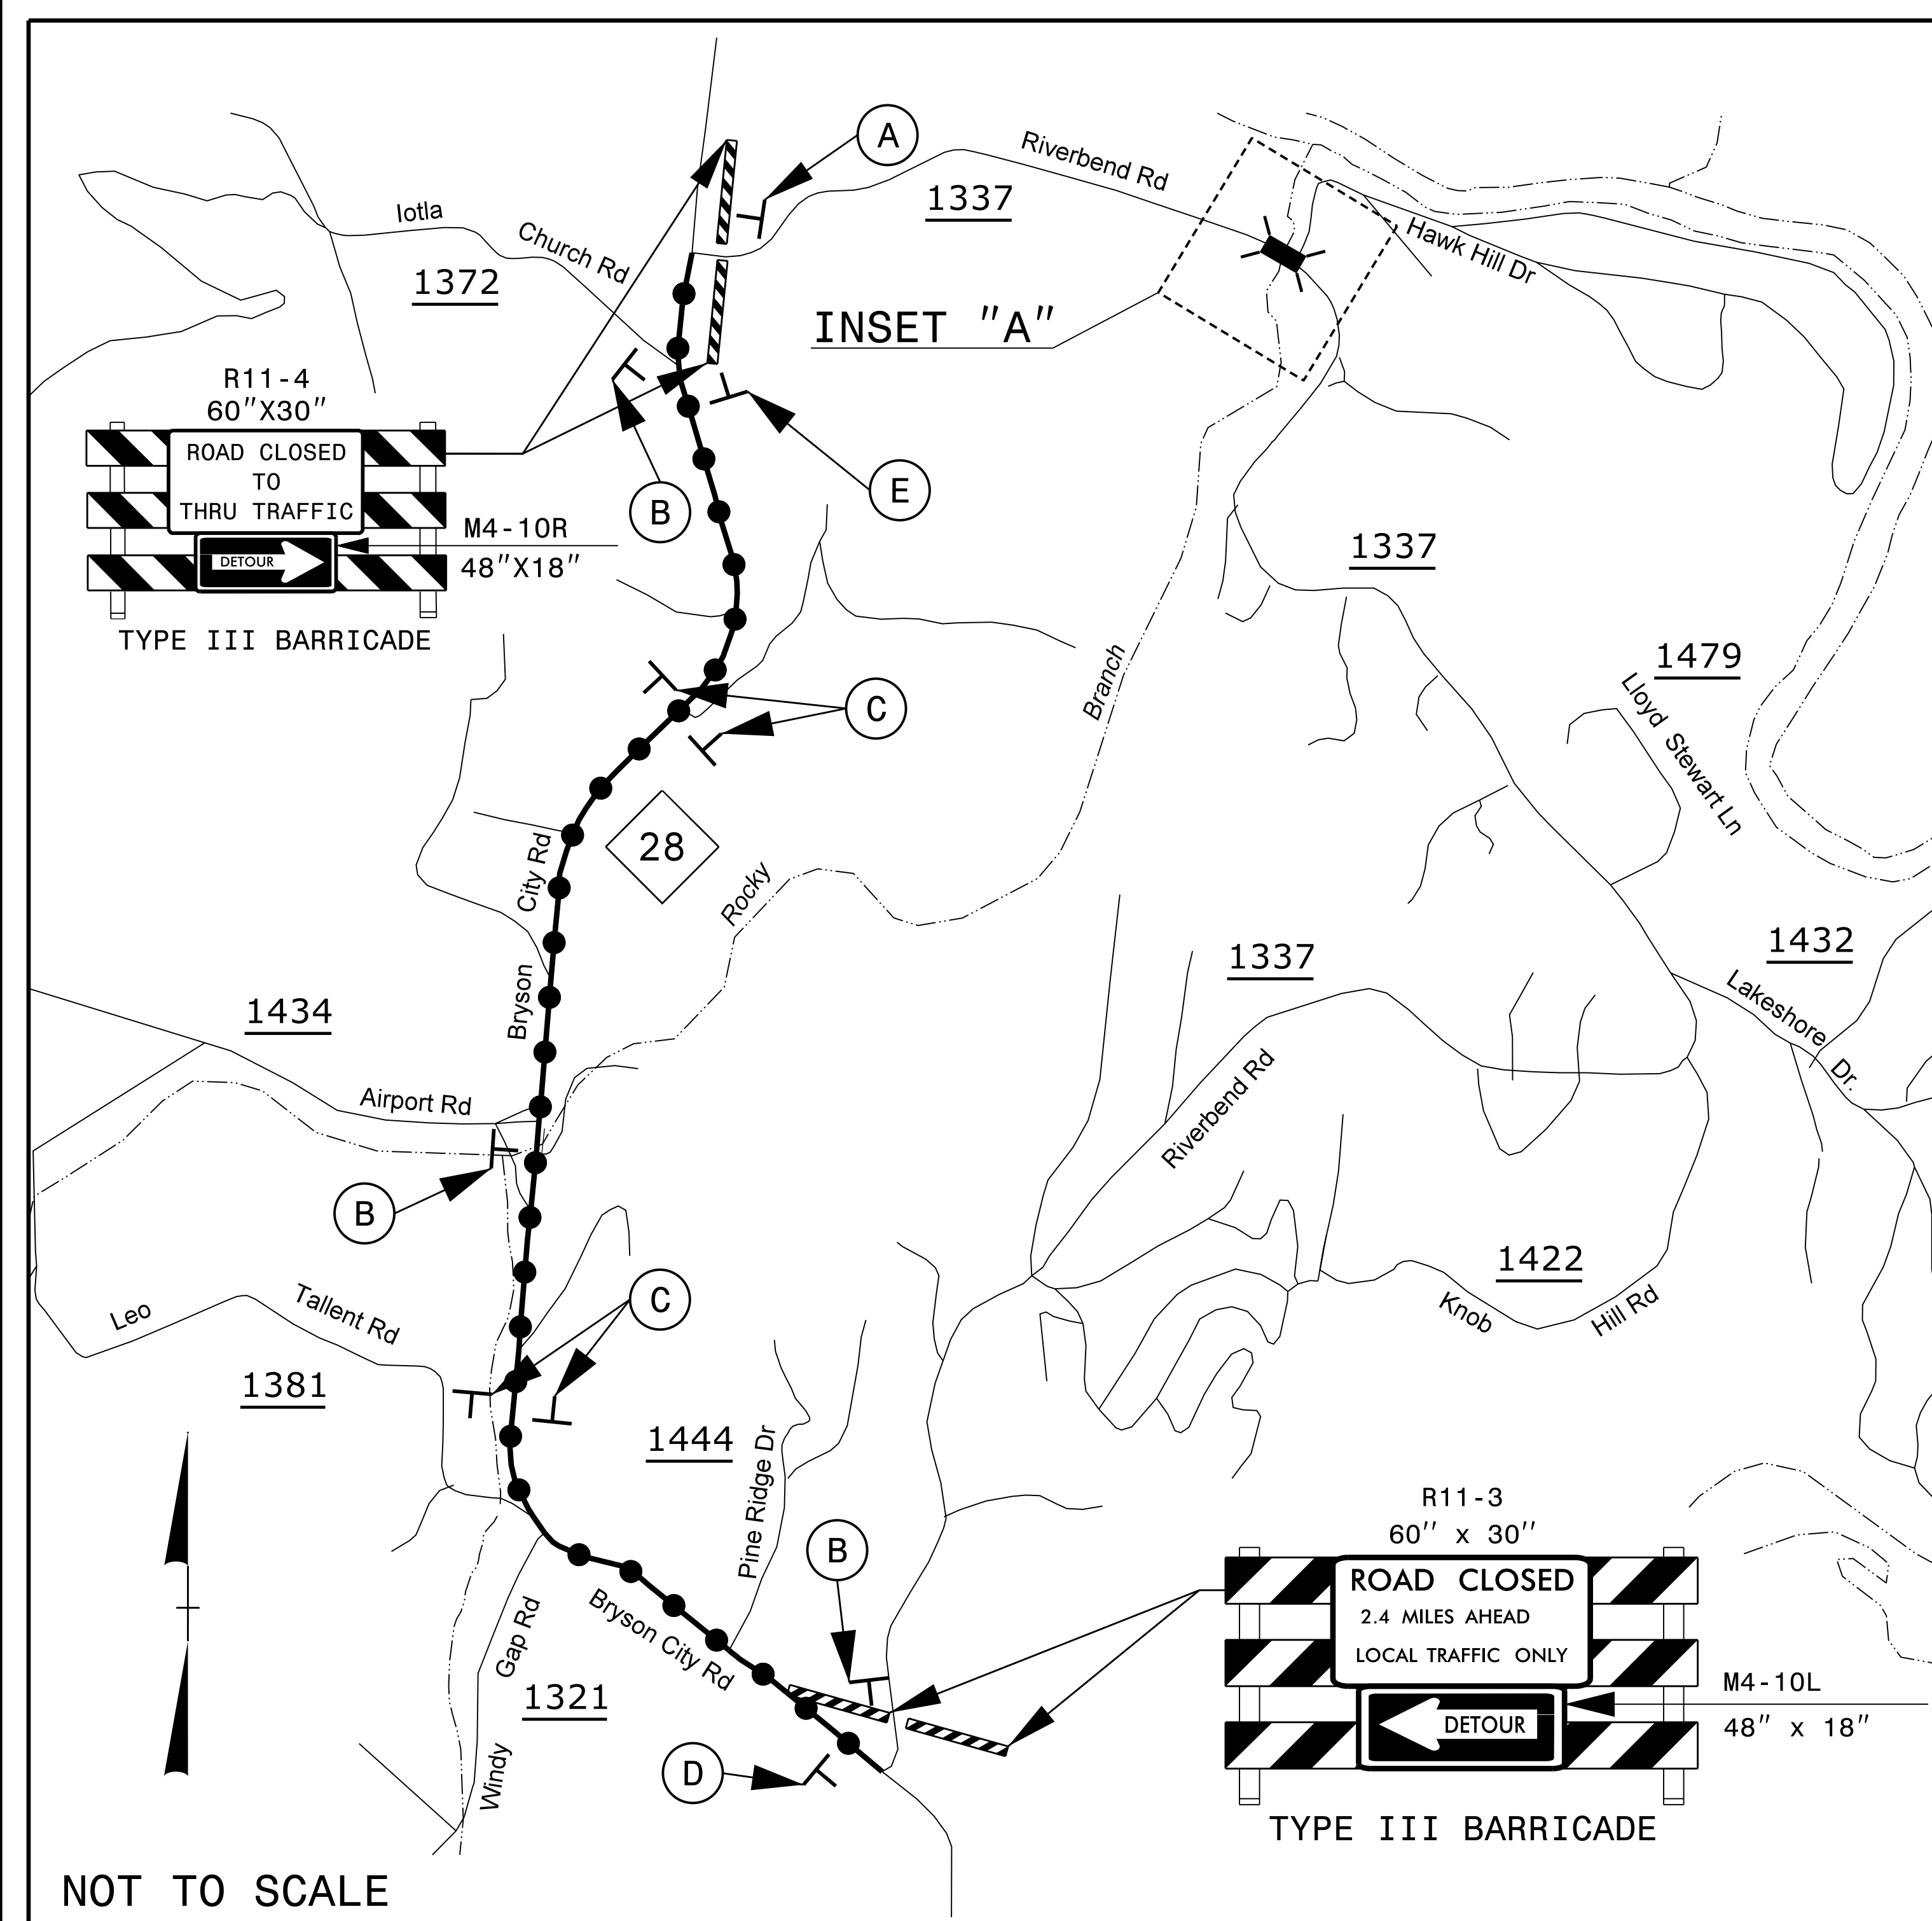 A
Riverbend Rd
1337
Iotla
Church Rd
Hawk Hill Dr
1372
INSET "A"
R11-4
60"X30"
ROAD CLOSED
TO
THRU TRAFFIC
DETOUR
M4-10R
48"X18"
TYPE III BARRICADE
B
E
1337
1479
Lloyd Stewart Ln
Branch
C
28
City Rd
Rocky
Bryson
1337
1432
Lakeshore Dr.
1434
Airport Rd
Riverbend Rd
B
1422
Knob Hill Rd
Leo
Tallent Rd
C
1381
1444
Pine Ridge Dr
B
R11-3
60" x 30"
ROAD CLOSED
2.4 MILES AHEAD
LOCAL TRAFFIC ONLY
DETOUR
M4-10L
48" x 18"
TYPE III BARRICADE
Bryson City Rd
Gap Rd
1321
Windy
D
NOT TO SCALE